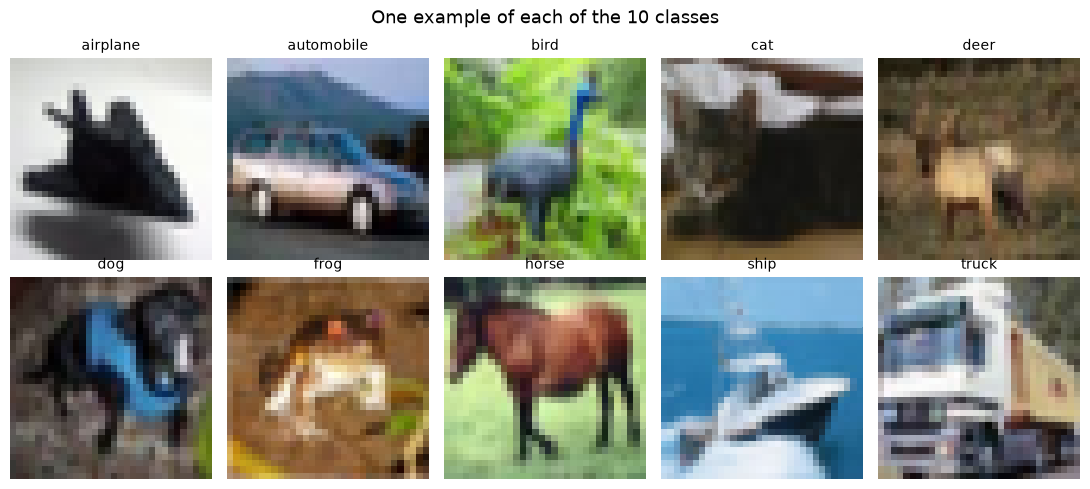 One example of each of the 10 classes
airplane automobile bird cat deer
dog frog horse ship truck